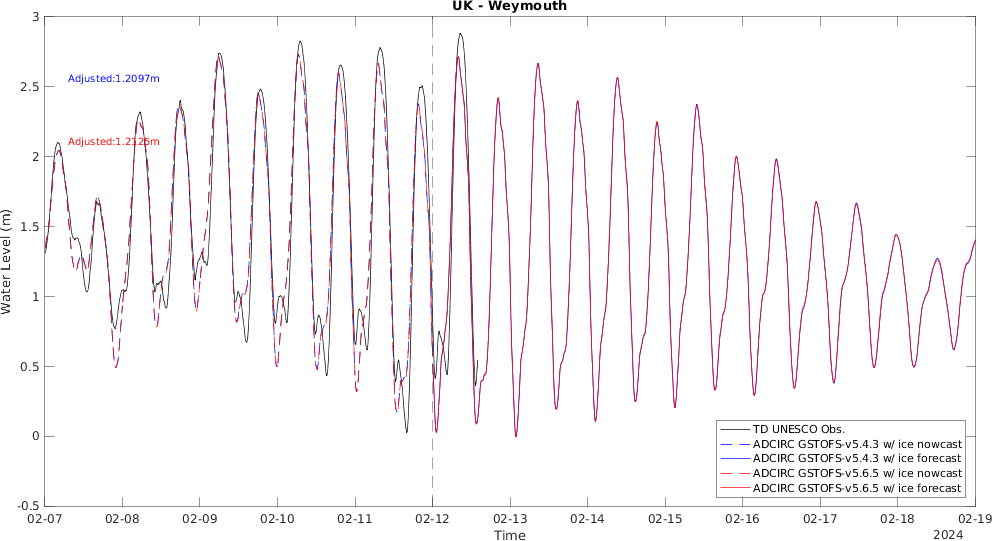 UK - Weymouth
3
2.5
2
1.5
1
0.5
0
-0.5
Water Level (m)
Adjusted:1.2097m
Adjusted:1.2126m
TD UNESCO Obs.
ADCIRC GSTOFS-v5.4.3 w/ ice nowcast
ADCIRC GSTOFS-v5.4.3 w/ ice forecast
ADCIRC GSTOFS-v5.6.5 w/ ice nowcast
ADCIRC GSTOFS-v5.6.5 w/ ice forecast
02-07 02-08 02-09 02-10 02-11 02-12 02-13 02-14 02-15 02-16 02-17 02-18 02-19
Time
2024